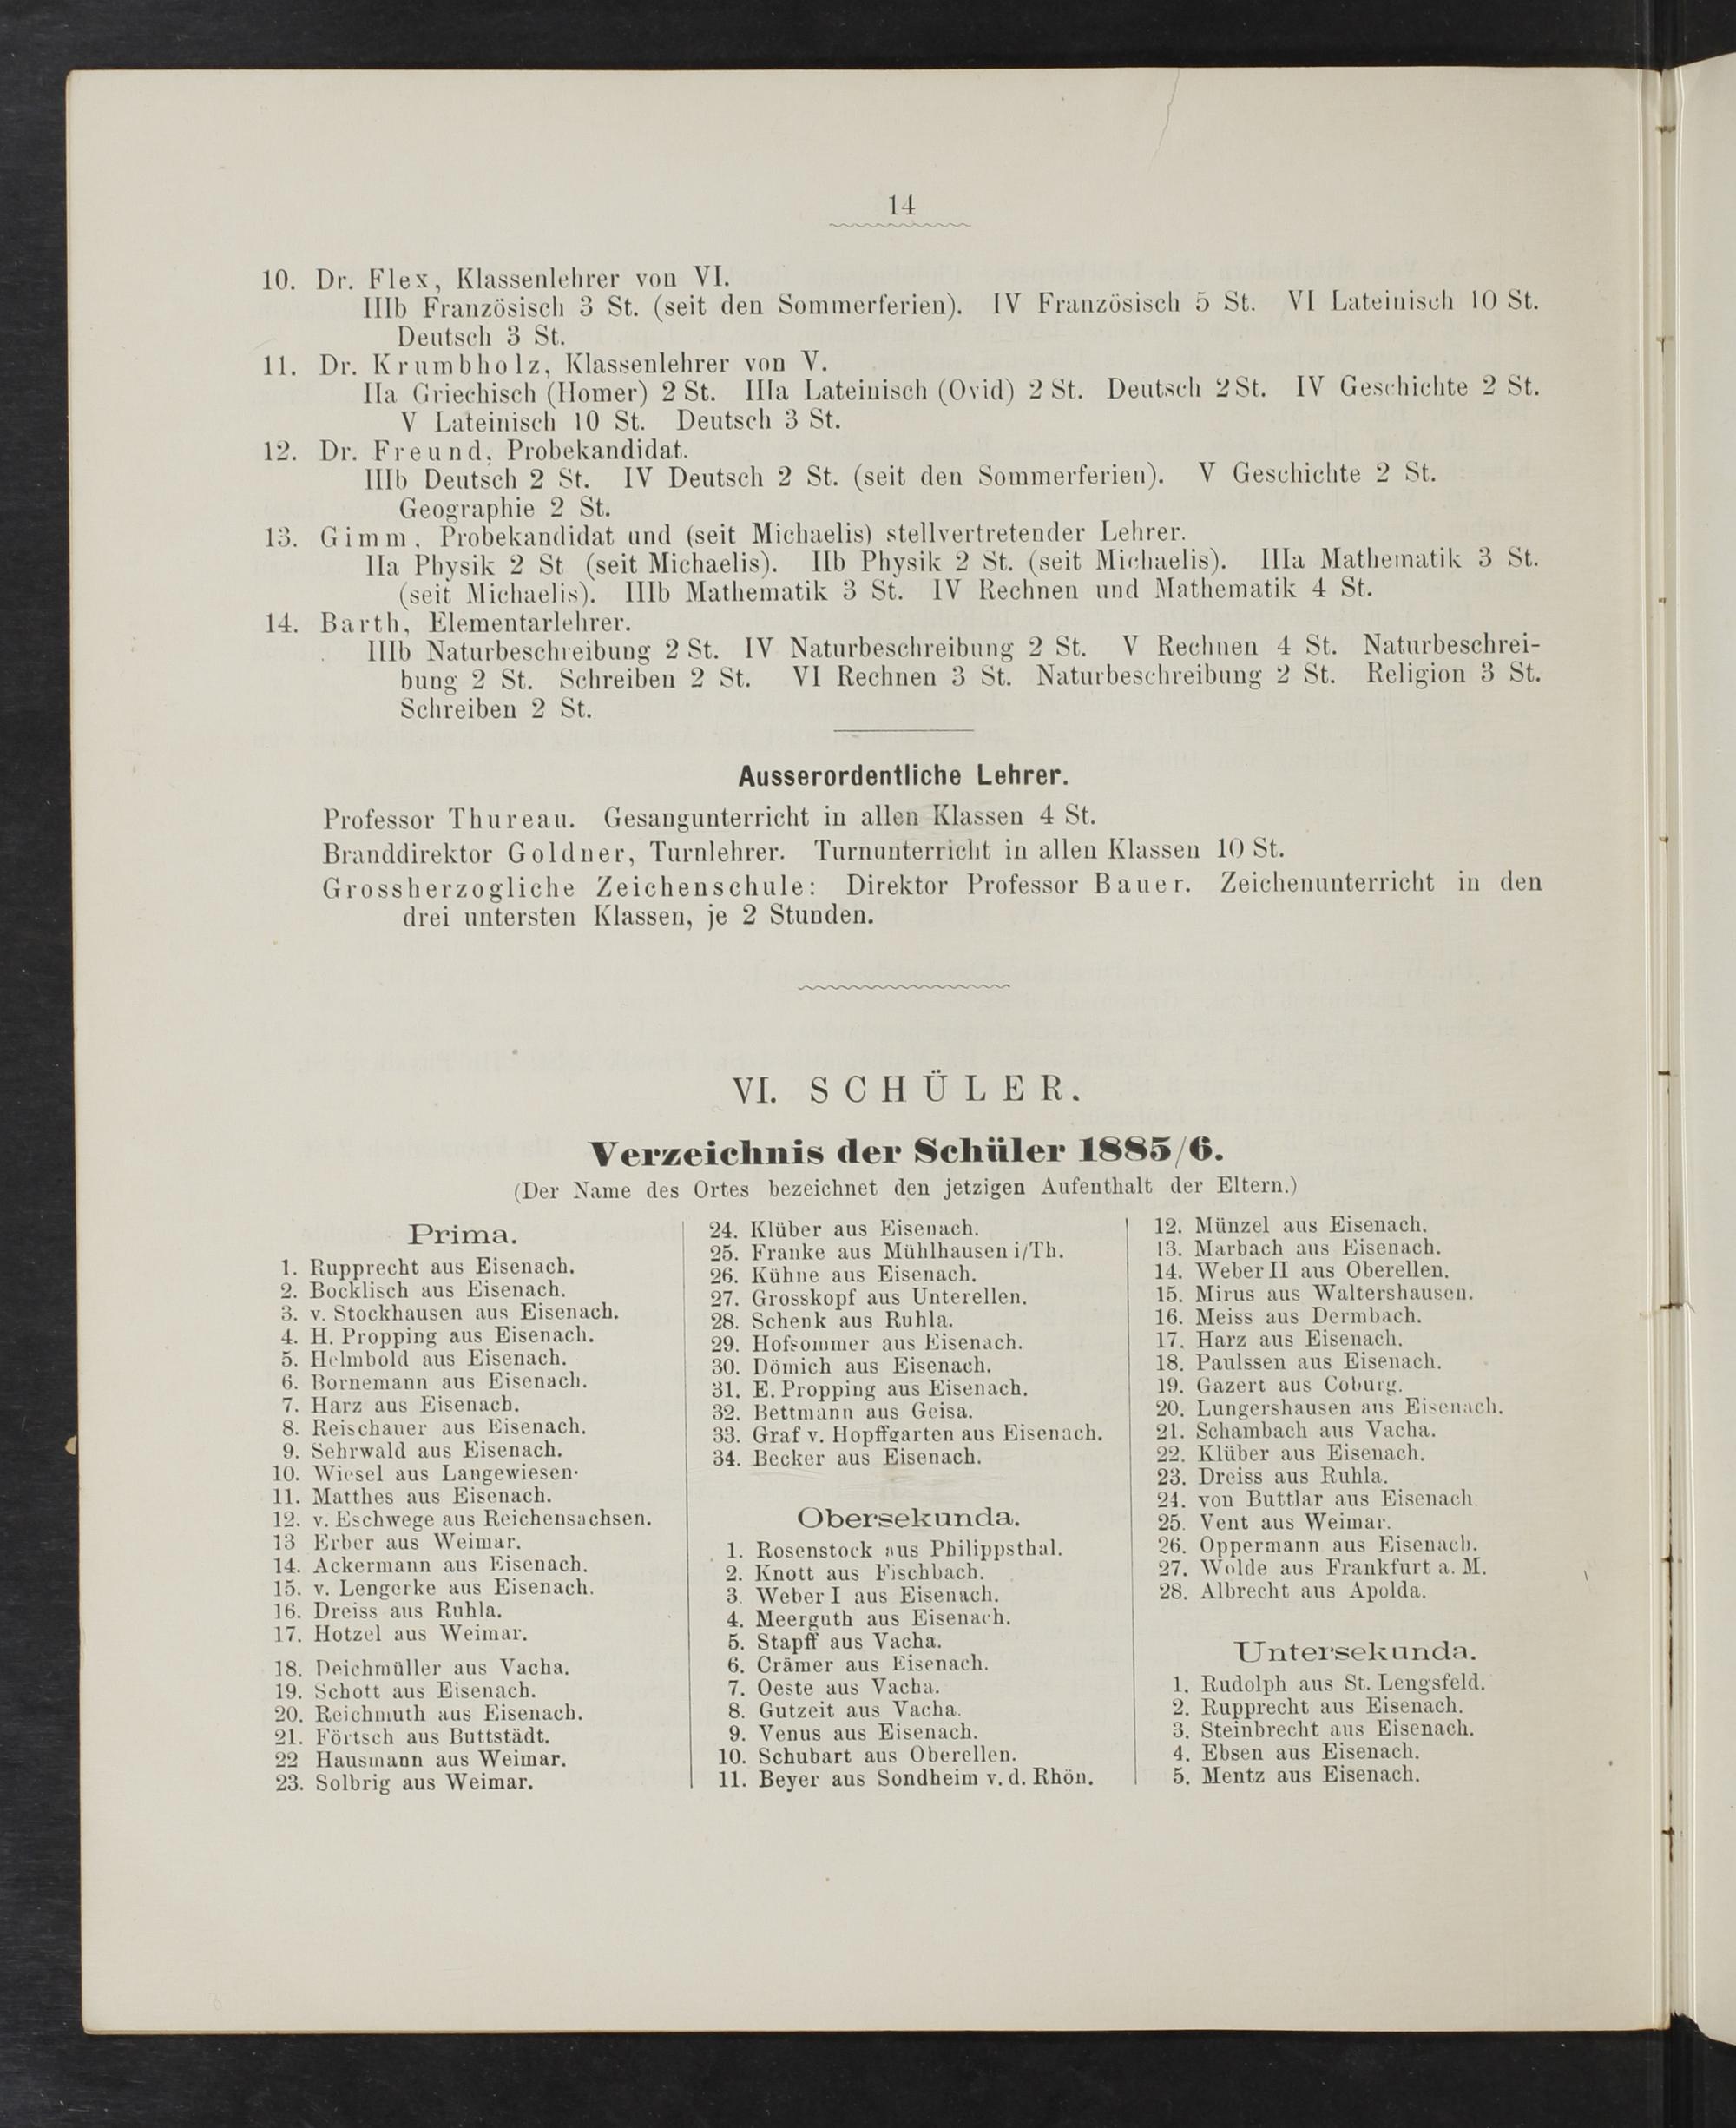 14
10. Dr. Flex, Klassenlehrer von VI.
IIIb Französisch 3 St. (seit den Sommerferien). IV Französisch 5 St. VI Lateinisch 10 St.
Deutsch 3 St.
11. Dr. Krumbholz, Klassenlehrer von V.
IIa Griechisch (Homer) 2 St. IIIa Lateinisch (Ovid) 2 St. Deutsch 2 St. IV Geschichte 2 St.
V Lateinisch 10 St. Deutsch 3 St.
12. Dr. Freund, Probekandidat.
IIIb Deutsch 2 St. IV Deutsch 2 St. (seit den Sommerferien). V Geschichte 2 St.
Geographie 2 St.
13. Gimm, Probekandidat und (seit Michaelis) stellvertretender Lehrer.
IIa Physik 2 St (seit Michaelis). IIb Physik 2 St. (seit Michaelis). IIIa Mathematik 3 St.
(seit Michaelis). IIIb Mathematik 3 St. IV Rechnen und Mathematik 4 St.
14. Barth, Elementarlehrer.
IIIb Naturbeschreibung 2 St. IV Naturbeschreibung 2 St. V Rechnen 4 St. Naturbeschrei-
bung 2 St. Schreiben 2 St. VI Rechnen 3 St. Naturbeschreibung 2 St. Religion 3 St.
Schreiben 2 St.
Ausserordentliche Lehrer.
Professor Thureau. Gesangunterricht in allen Klassen 4 St.
Branddirektor Goldner, Turnlehrer. Turnunterricht in allen Klassen 10 St.
Grossherzogliche Zeichenschule: Direktor Professor Bauer. Zeichenunterricht in den
drei untersten Klassen, je 2 Stunden.
VI. SCHÜLER.
Verzeichnis der Schüler 1885/6.
(Der Name des Ortes bezeichnet den jetzigen Aufenthalt der Eltern.)
Prima.
1. Rupprecht aus Eisenach.
2. Bocklisch aus Eisenach.
3. v. Stockhausen aus Eisenach.
4. H. Propping aus Eisenach.
5. Helmbold aus Eisenach.
6. Bornemann aus Eisenach.
7. Harz aus Eisenach.
8. Reischauer aus Eisenach.
9. Sehrwald aus Eisenach.
10. Wiesel aus Langewiesen.
11. Matthes aus Eisenach.
12. v. Eschwege aus Reichensachsen.
13 Erber aus Weimar.
14. Ackermann aus Eisenach.
15. v. Lengerke aus Eisenach.
16. Dreiss aus Ruhla.
17. Hotzel aus Weimar.
18. Deichmüller aus Vacha.
19. Schott aus Eisenach.
20. Reichmuth aus Eisenach.
21. Förtsch aus Buttstädt.
22 Hausmann aus Weimar.
23. Solbrig aus Weimar.
24. Klüber aus Eisenach.
25. Franke aus Mühlhausen i/Th.
26. Kühne aus Eisenach.
27. Grosskopf aus Unterellen.
28. Schenk aus Ruhla.
29. Hofsommer aus Eisenach.
30. Dömich aus Eisenach.
31. E. Propping aus Eisenach.
32. Bettmann aus Geisa.
33. Graf v. Hopffgarten aus Eisenach.
34. Becker aus Eisenach.
Obersekunda.
1. Rosenstock aus Philippsthal.
2. Knott aus Fischbach.
3. Weber I aus Eisenach.
4. Meerguth aus Eisenach.
5. Stapff aus Vacha.
6. Crämer aus Eisenach.
7. Oeste aus Vacha.
8. Gutzeit aus Vacha.
9. Venus aus Eisenach.
10. Schubart aus Oberellen.
11. Beyer aus Sondheim v. d. Rhön.
12. Münzel aus Eisenach.
13. Marbach aus Eisenach.
14. Weber II aus Oberellen.
15. Mirus aus Waltershausen.
16. Meiss aus Dermbach.
17. Harz aus Eisenach.
18. Paulssen aus Eisenach.
19. Gazert aus Coburg.
20. Lungershausen aus Eisenach.
21. Schambach aus Vacha.
22. Klüber aus Eisenach.
23. Dreiss aus Ruhla.
24. von Buttlar aus Eisenach.
25. Vent aus Weimar.
26. Oppermann aus Eisenach.
27. Wolde aus Frankfurt a. M.
28. Albrecht aus Apolda.
Untersekunda.
1. Rudolph aus St. Lengsfeld.
2. Rupprecht aus Eisenach.
3. Steinbrecht aus Eisenach.
4. Ebsen aus Eisenach.
5. Mentz aus Eisenach.